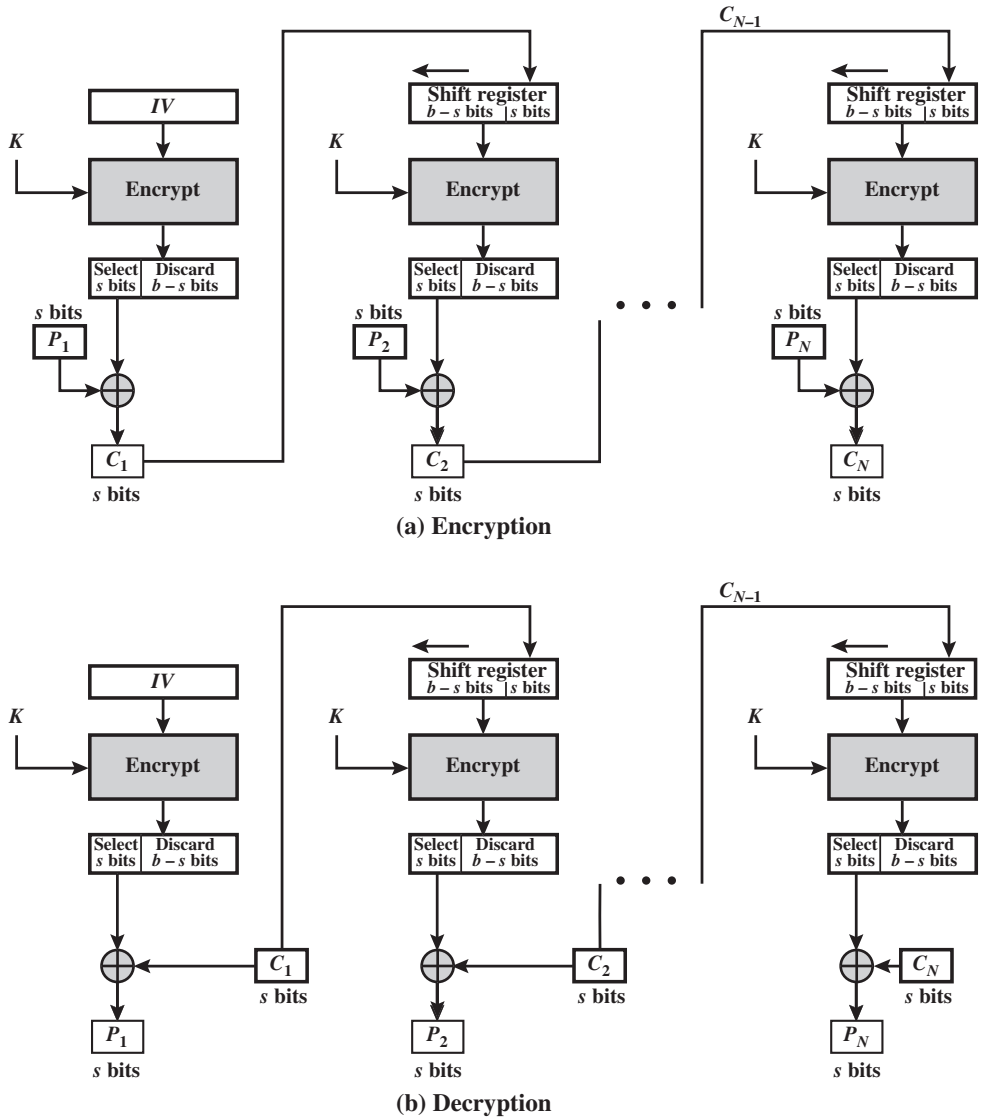 C_{N–1}
Shift register
b – s bits | s bits
Shift register
b – s bits | s bits
IV
K
K
K
Encrypt
Encrypt
Encrypt
Select Discard
s bits b – s bits
Select Discard
s bits b – s bits
Select Discard
s bits b – s bits
s bits
s bits
s bits
P_1
P_2
P_N
C_1
C_2
C_N
s bits
s bits
s bits
(a) Encryption
C_{N–1}
Shift register
b – s bits | s bits
Shift register
b – s bits | s bits
IV
K
K
K
Encrypt
Encrypt
Encrypt
Select Discard
s bits b – s bits
Select Discard
s bits b – s bits
Select Discard
s bits b – s bits
C_1
C_2
C_N
s bits
s bits
s bits
P_1
P_2
P_N
s bits
s bits
s bits
(b) Decryption